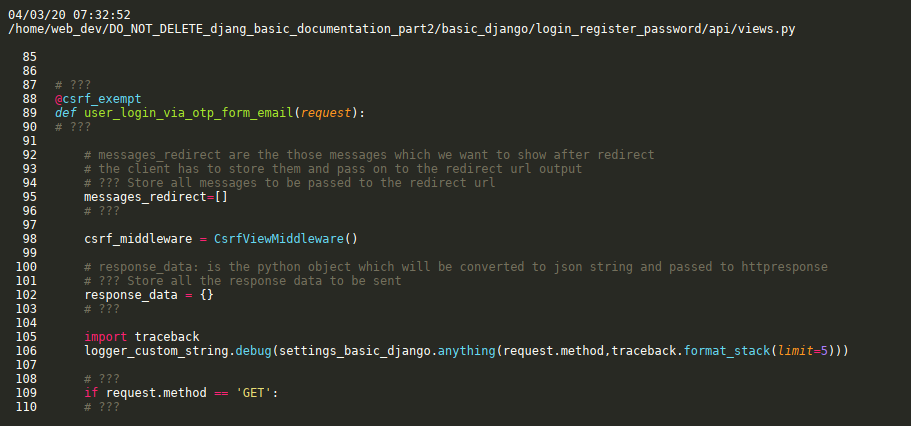 04/03/20 07:32:52
/home/web_dev/DO_NOT_DELETE_djang_basic_documentation_part2/basic_django/login_register_password/api/views.py
85
86
87 # ???
88 @csrf_exempt
89 def user_login_via_otp_form_email(request):
90 # ???
91
92 # messages_redirect are the those messages which we want to show after redirect
93 # the client has to store them and pass on to the redirect url output
94 # ??? Store all messages to be passed to the redirect url
95 messages_redirect=[]
96 # ???
97
98 csrf_middleware = CsrfViewMiddleware()
99
100 # response_data: is the python object which will be converted to json string and passed to httpresponse
101 # ??? Store all the response data to be sent
102 response_data = {}
103 # ???
104
105 import traceback
106 logger_custom_string.debug(settings_basic_django.anything(request.method,traceback.format_stack(limit=5)))
107
108 # ???
109 if request.method == 'GET':
110 # ???